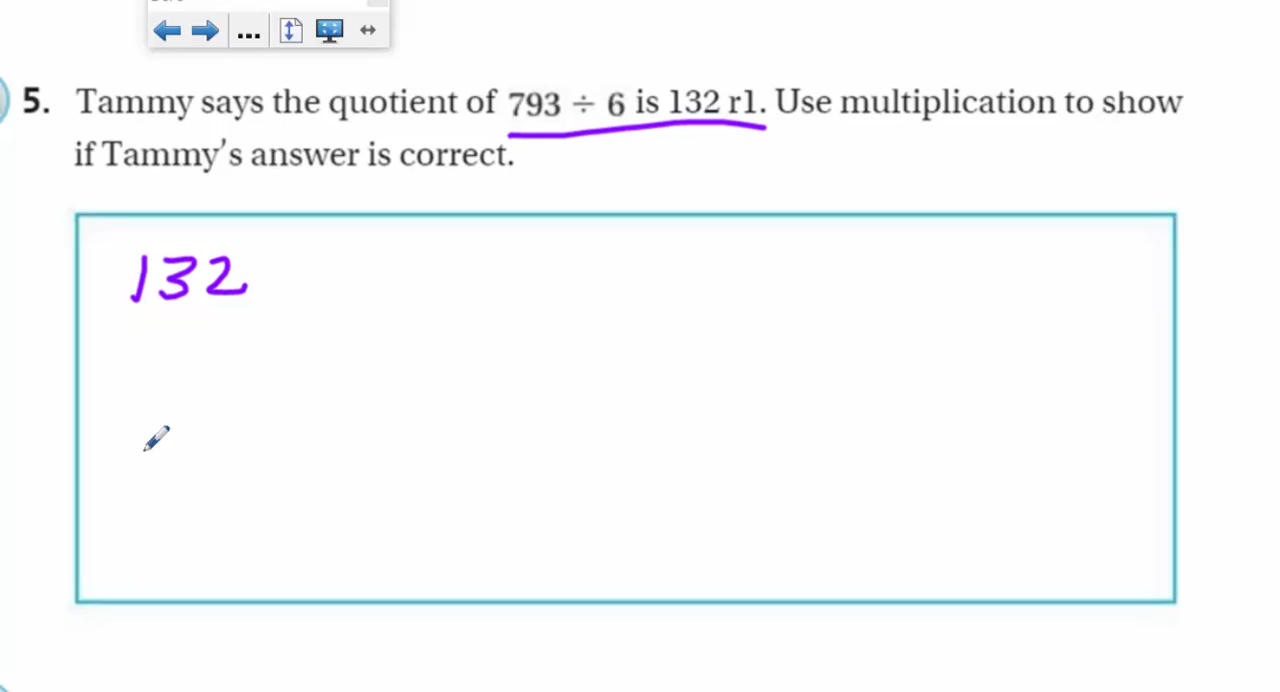 ...
5. Tammy says the quotient of 793 ÷ 6 is 132 r1. Use multiplication to show
if Tammy's answer is correct.
132